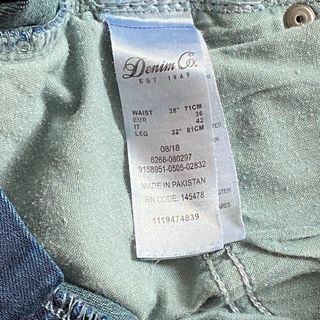 Denim Co.
EST 1969
WAIST 28" 71CM
EUR 36
IT 42
LEG 32" 81CM
08/18
6268-080297
9158951-0505-02832
MADE IN PAKISTAN
RN CODE: 145478
1119474839